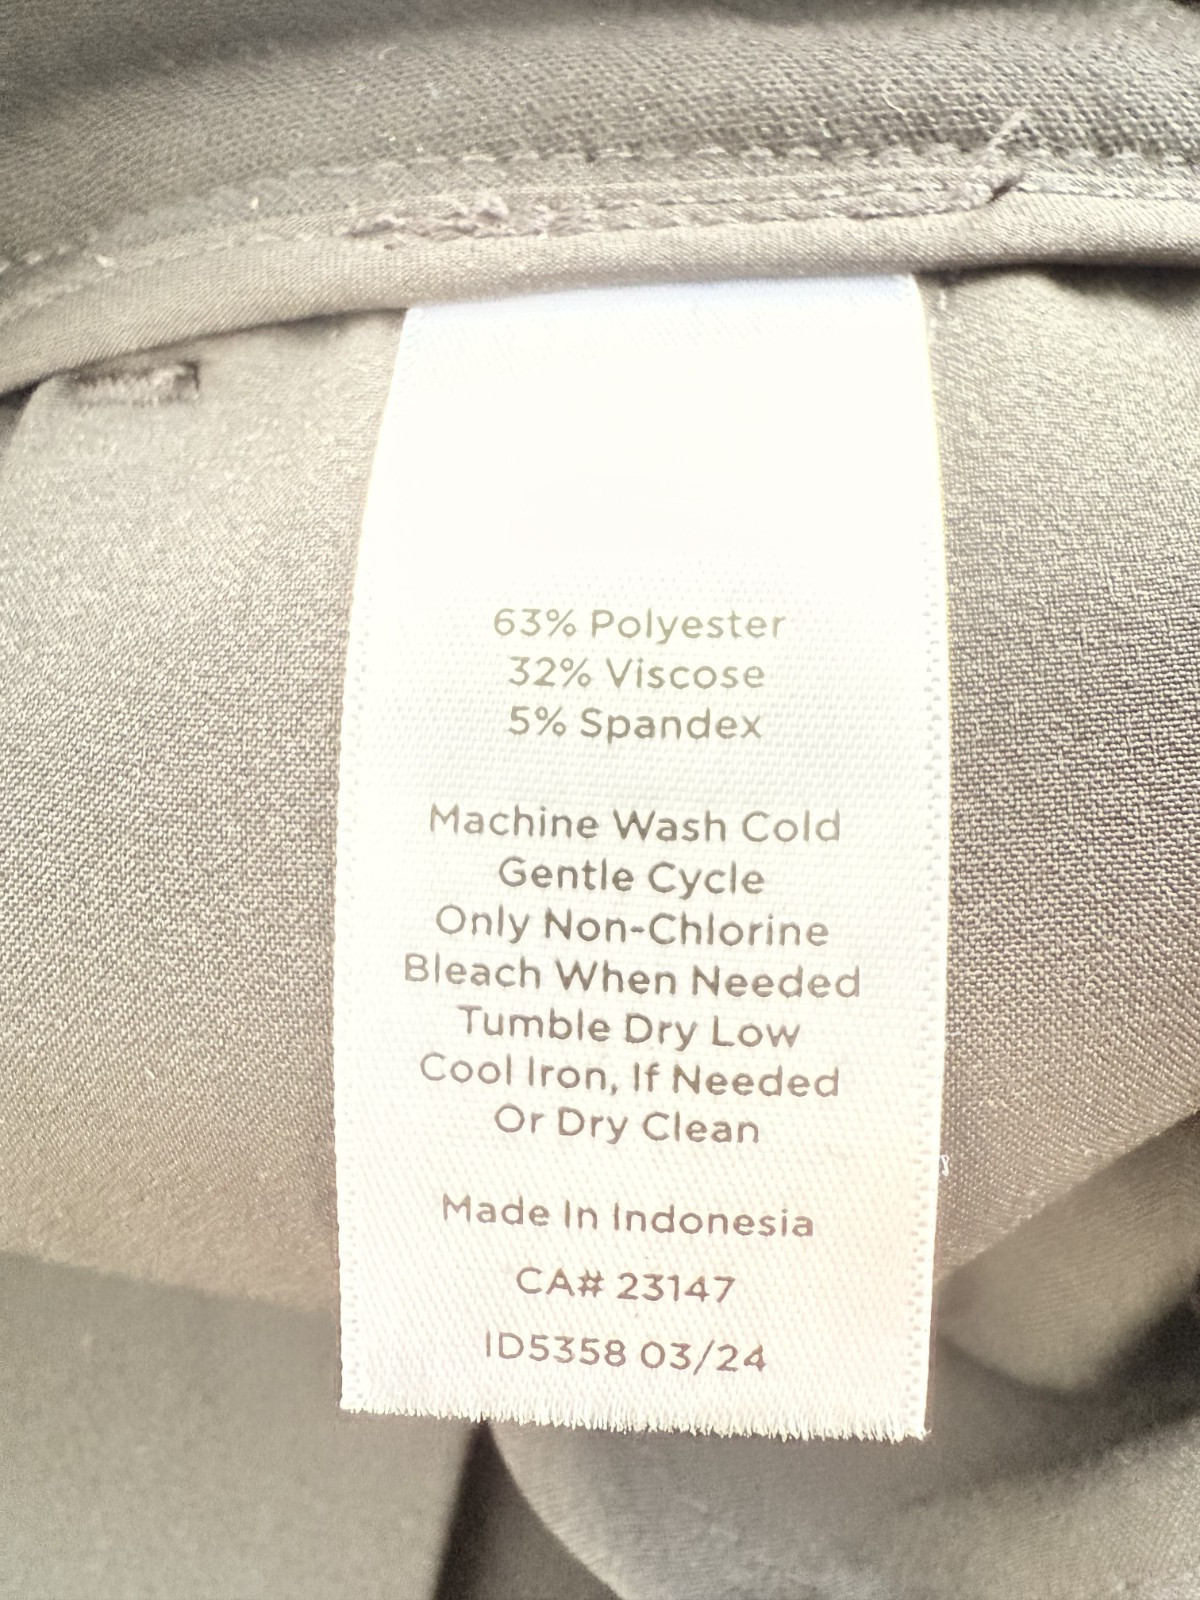 63% Polyester
32% Viscose
5% Spandex
Machine Wash Cold
Gentle Cycle
Only Non-Chlorine
Bleach When Needed
Tumble Dry Low
Cool Iron, If Needed
Or Dry Clean
Made In Indonesia
CA# 23147
ID5358 03/24